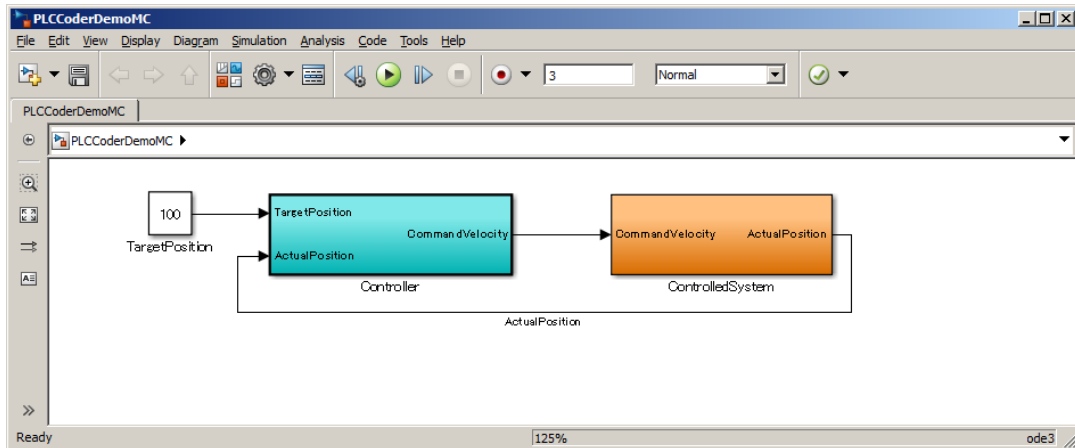 PLCCoderDemoMC
File Edit View Display Diagram Simulation Analysis Code Tools Help
3 Normal
PLCCoderDemoMC
PLCCoderDemoMC
100
TargetPosition
TargetPosition
ActualPosition
CommandVelocity
Controller
CommandVelocity
ActualPosition
ControlledSystem
ActualPosition
Ready 125% ode3